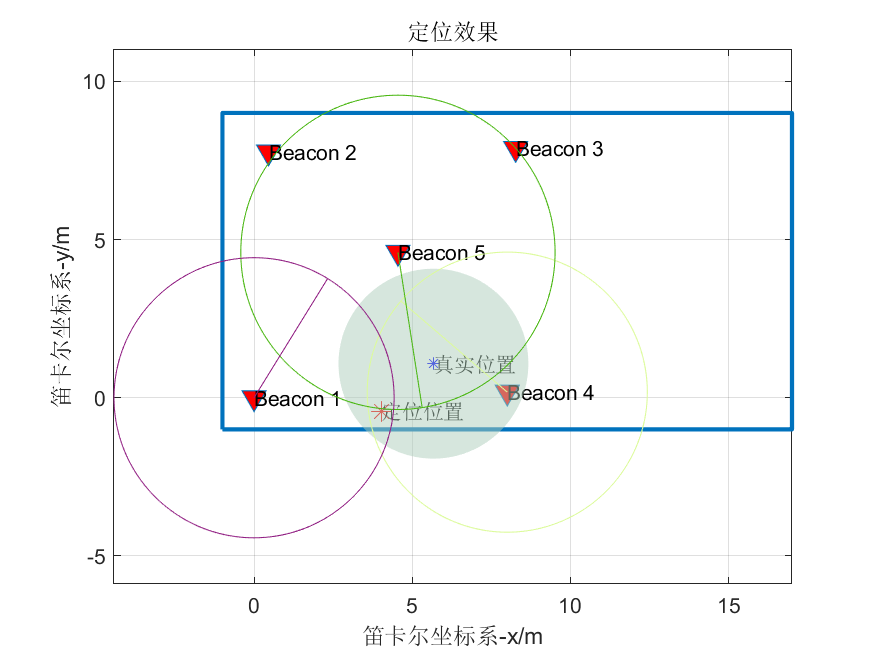 定位效果
10
5
0
-5
笛卡尔坐标系-y/m
Beacon 2
Beacon 3
Beacon 5
真实位置
Beacon 4
Beacon 1
定位位置
0
5
10
15
笛卡尔坐标系-x/m